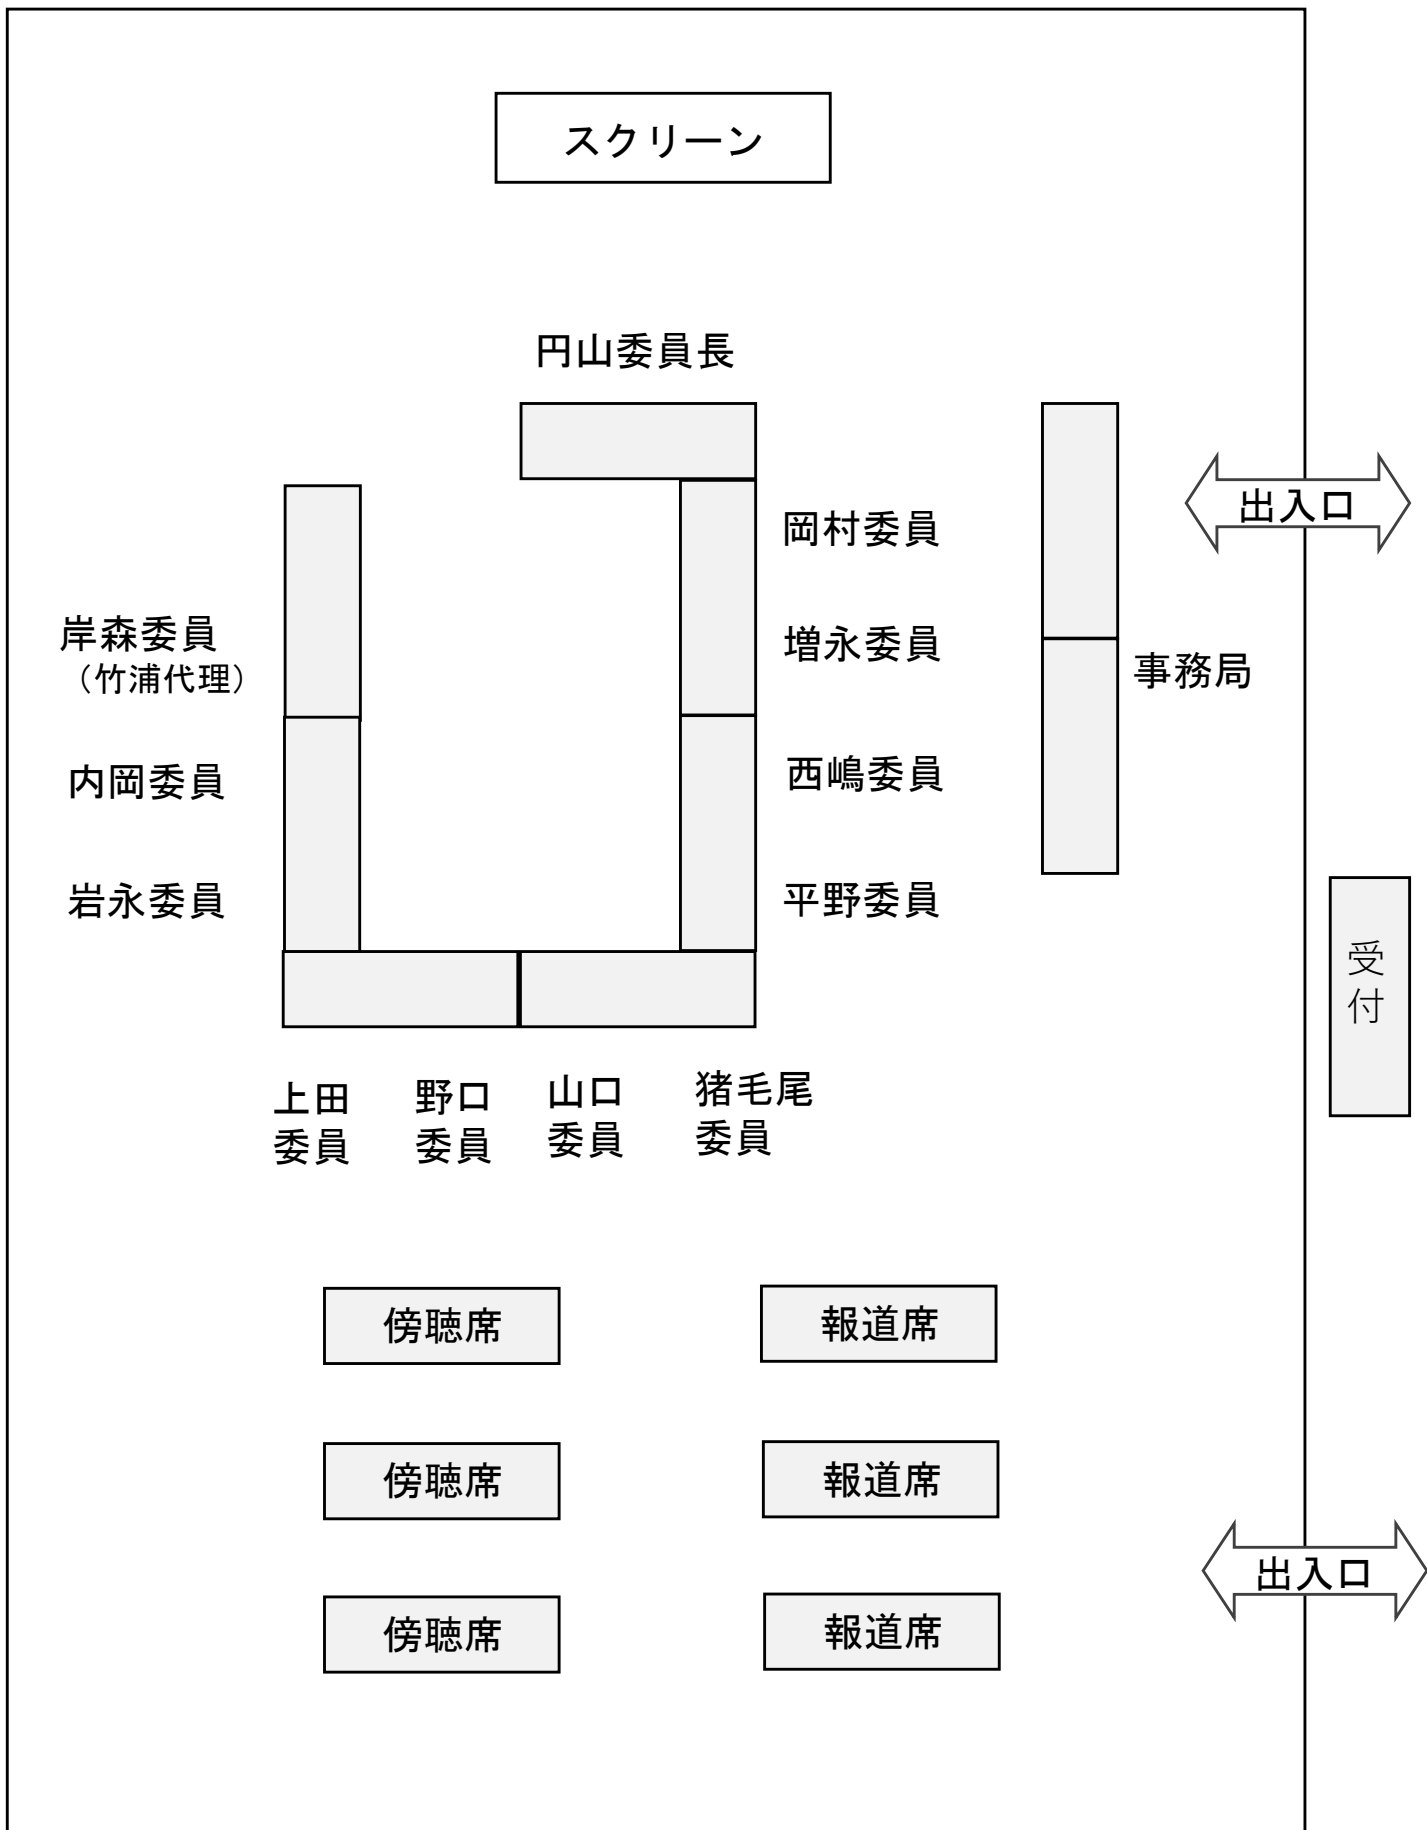 スクリーン
円山委員長
出入口
岡村委員
岸森委員
（竹浦代理）
増永委員
事務局
内岡委員
西嶋委員
岩永委員
平野委員
受
付
上田
委員
野口
委員
山口
委員
猪毛尾
委員
傍聴席
報道席
傍聴席
報道席
出入口
傍聴席
報道席